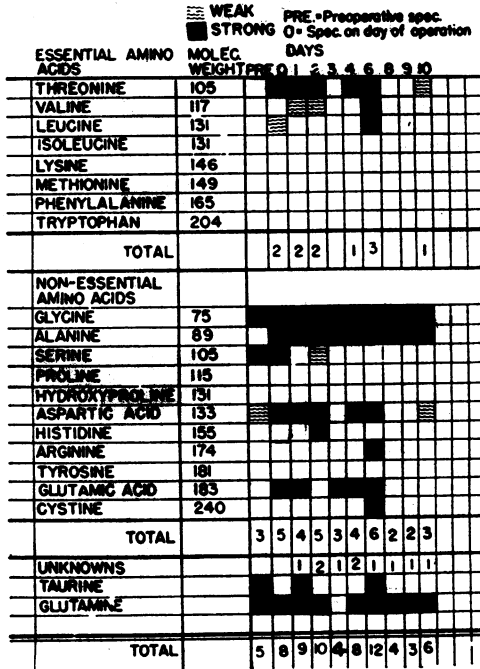 WEAK PRE.=Preoperative spec.
STRONG O=Spec. on day of operation
ESSENTIAL AMINO MOLEC. DAYS
ACIDS WEIGHT PRE 0 1 2 3 4 6 8 9 10
THREONINE 105
VALINE 117
LEUCINE 131
ISOLEUCINE 131
LYSINE 146
METHIONINE 149
PHENYLALANINE 165
TRYPTOPHAN 204
TOTAL 2 2 2 1 3 1
NON-ESSENTIAL
AMINO ACIDS
GLYCINE 75
ALANINE 89
SERINE 105
PROLINE 115
HYDROXYPROLINE 131
ASPARTIC ACID 133
HISTIDINE 155
ARGININE 174
TYROSINE 181
GLUTAMIC ACID 183
CYSTINE 240
TOTAL 3 5 4 5 3 4 6 2 2 3
UNKNOWNS 1 2 1 2 1 1 1 1
TAURINE
GLUTAMINE
TOTAL 5 8 9 10 4 8 12 4 3 6